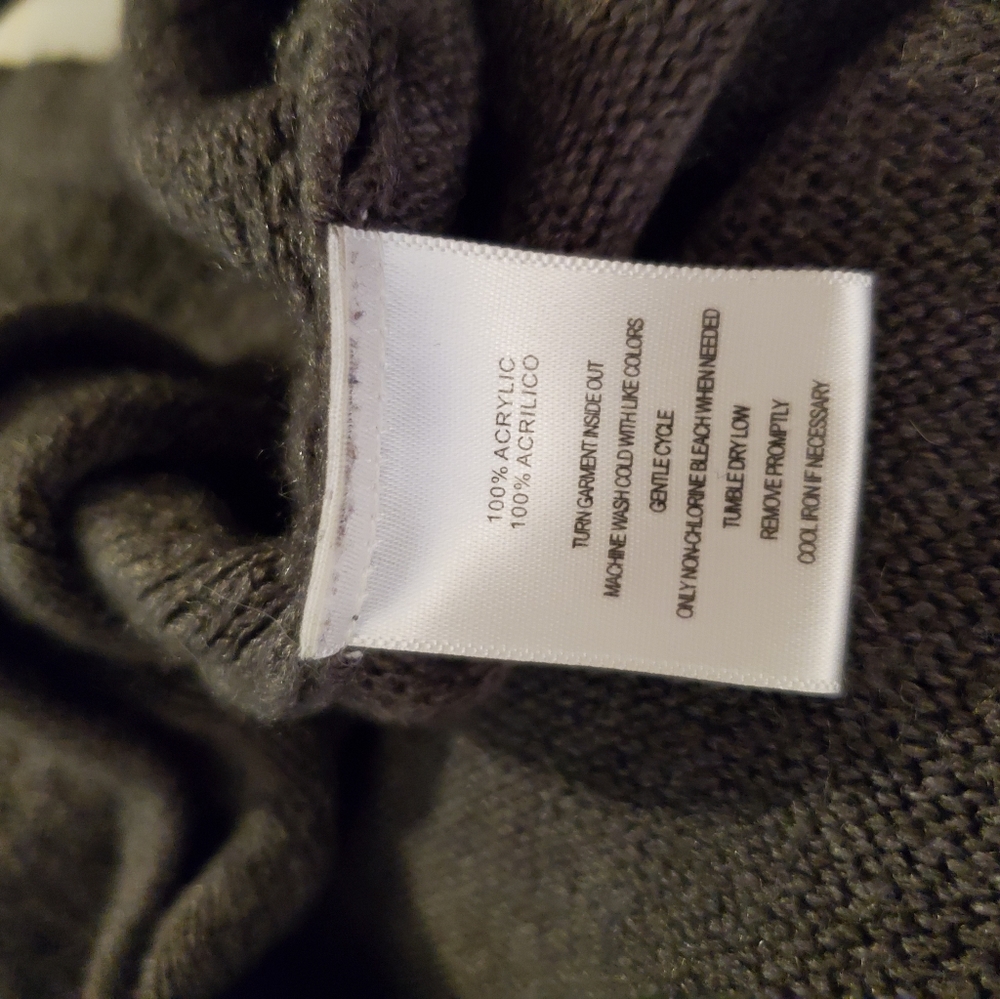 100% ACRYLIC
100% ACRILICO
TURN GARMENT INSIDE OUT
MACHINE WASH COLD WITH LIKE COLORS
GENTLE CYCLE
ONLY NON-CHLORINE BLEACH WHEN NEEDED
TUMBLE DRY LOW
REMOVE PROMPTLY
COOL IRON IF NECESSARY